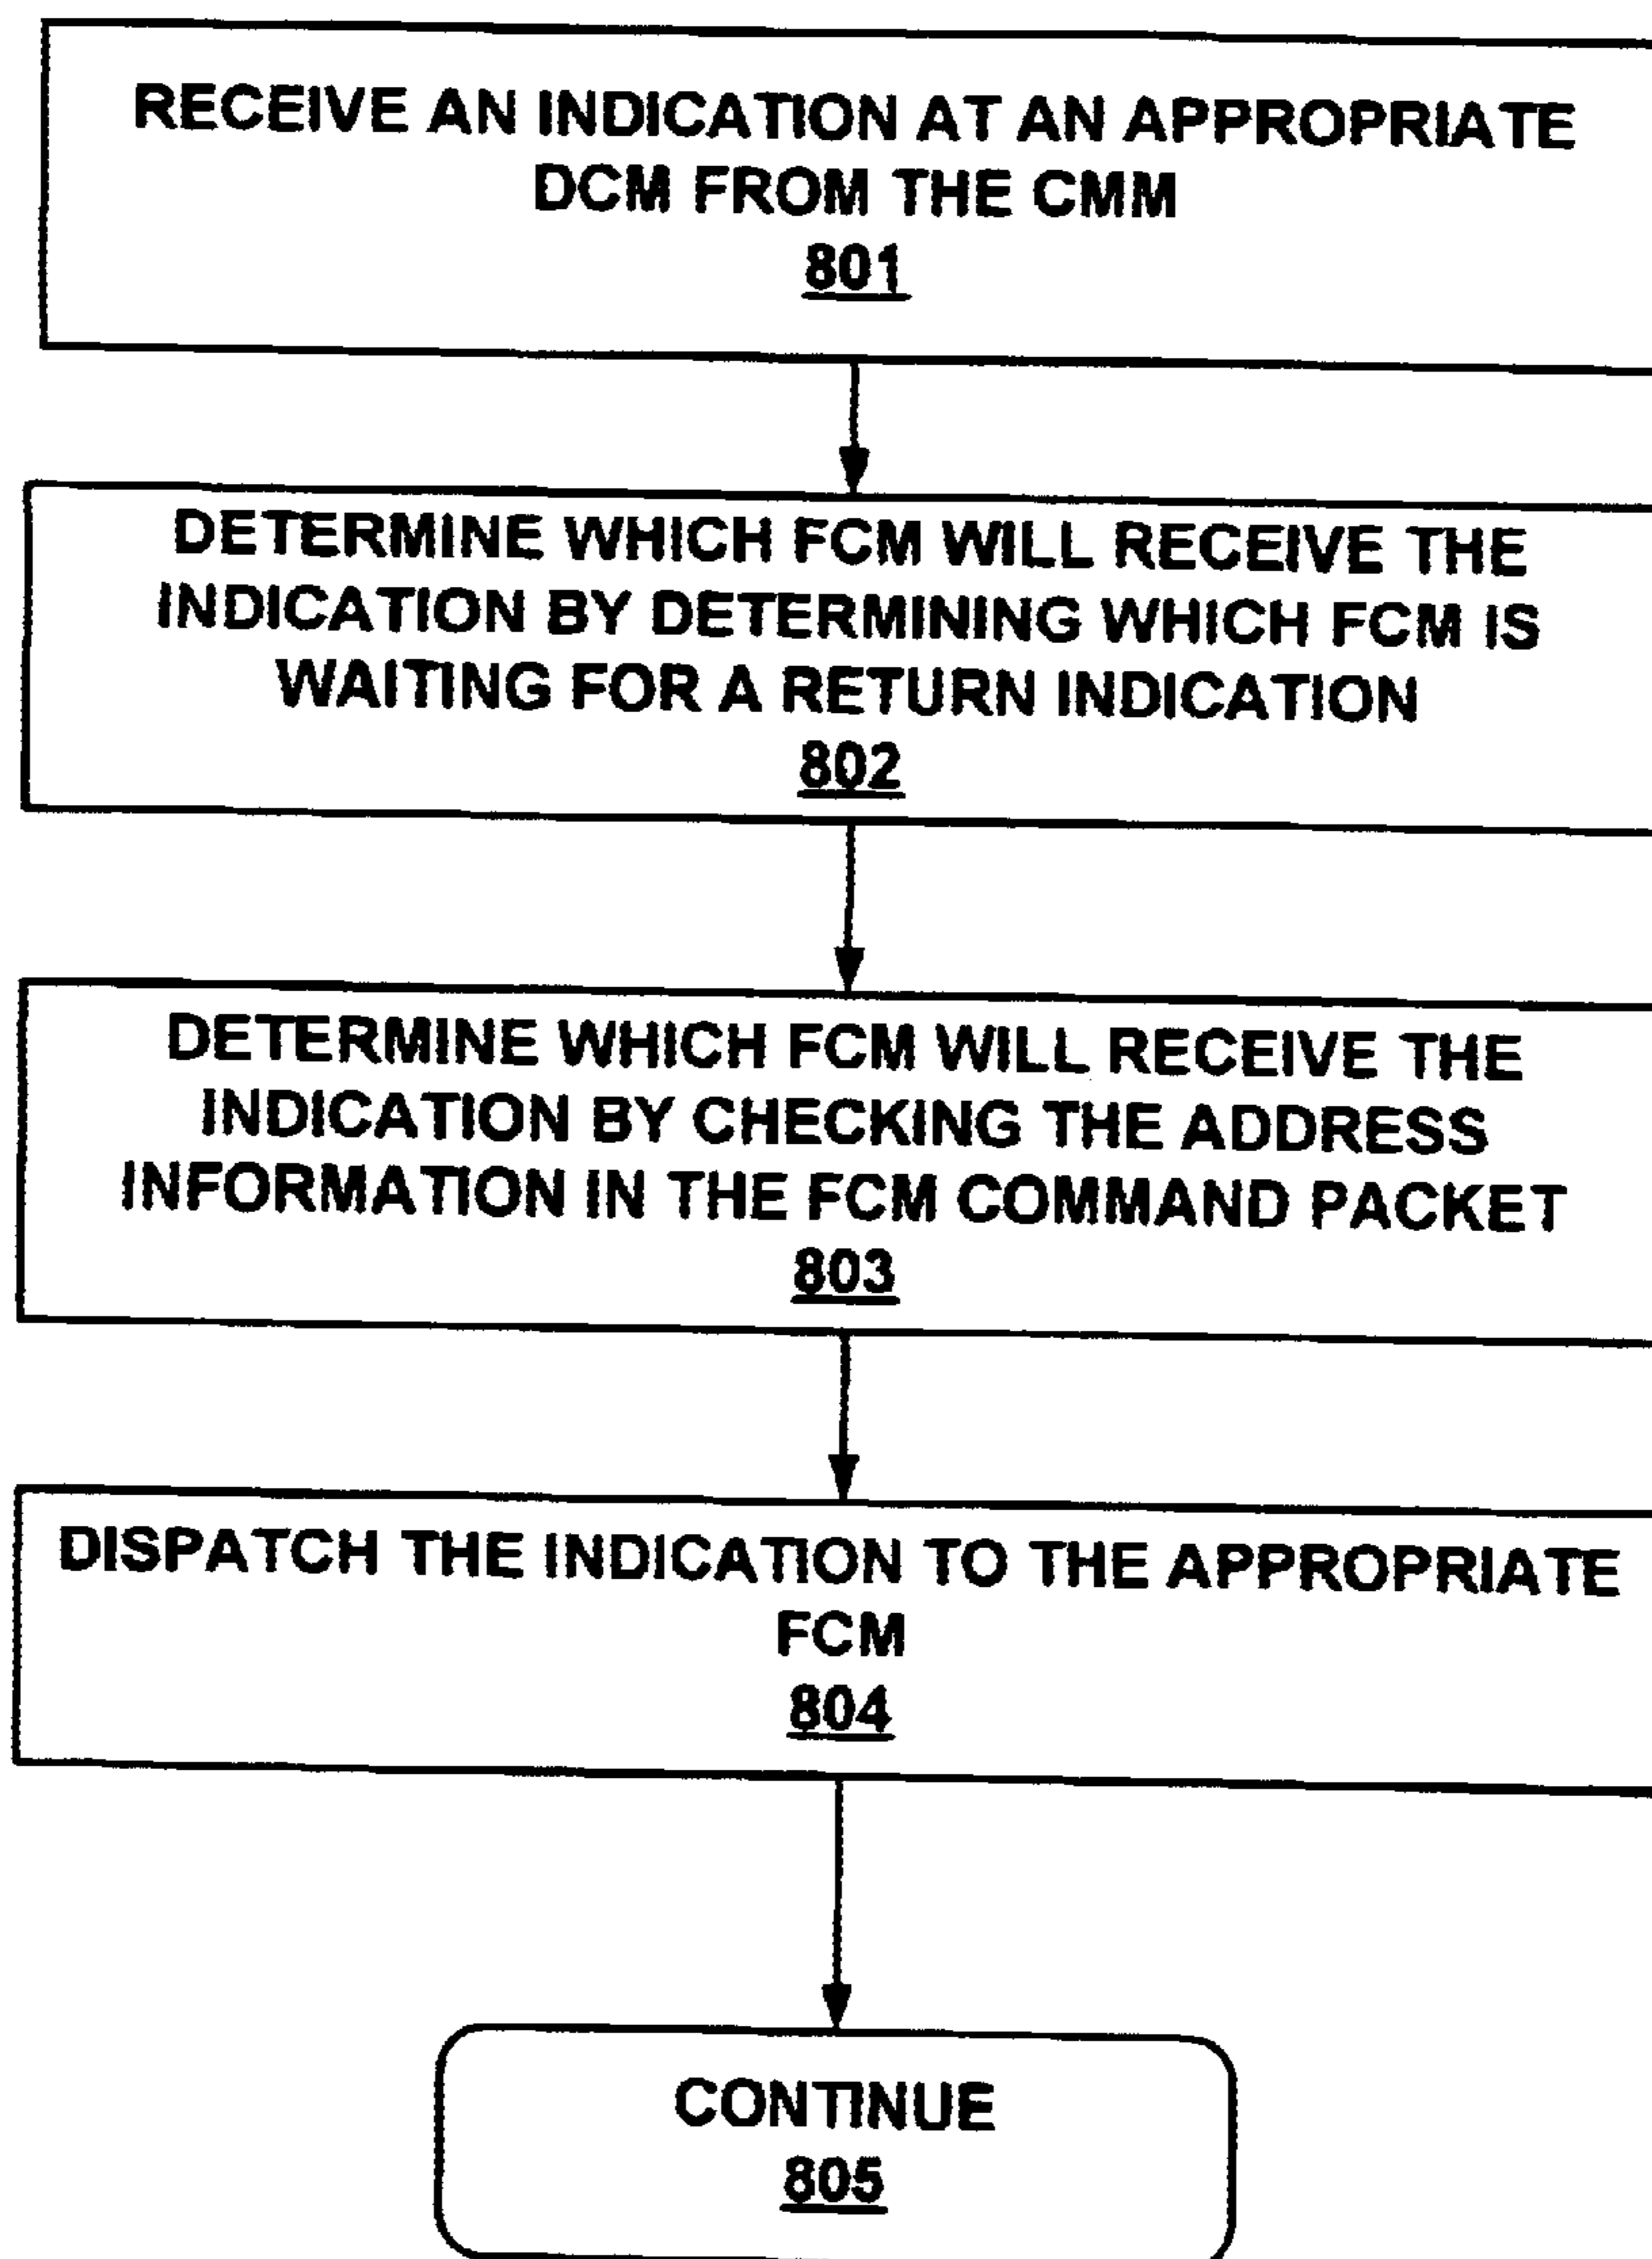 RECEIVE AN INDICATION AT AN APPROPRIATE
DCM FROM THE CMM
801
DETERMINE WHICH FCM WILL RECEIVE THE
INDICATION BY DETERMINING WHICH FCM IS
WAITING FOR A RETURN INDICATION
802
DETERMINE WHICH FCM WILL RECEIVE THE
INDICATION BY CHECKING THE ADDRESS
INFORMATION IN THE FCM COMMAND PACKET
803
DISPATCH THE INDICATION TO THE APPROPRIATE
FCM
804
CONTINUE
805